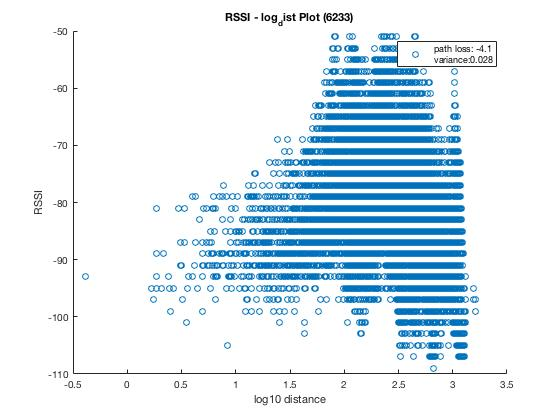 RSSI - log_dist Plot (6233)
path loss: -4.1
variance:0.028
-50
-60
-70
-80
-90
-100
-110
RSSI
-0.5 0 0.5 1 1.5 2 2.5 3 3.5
log10 distance